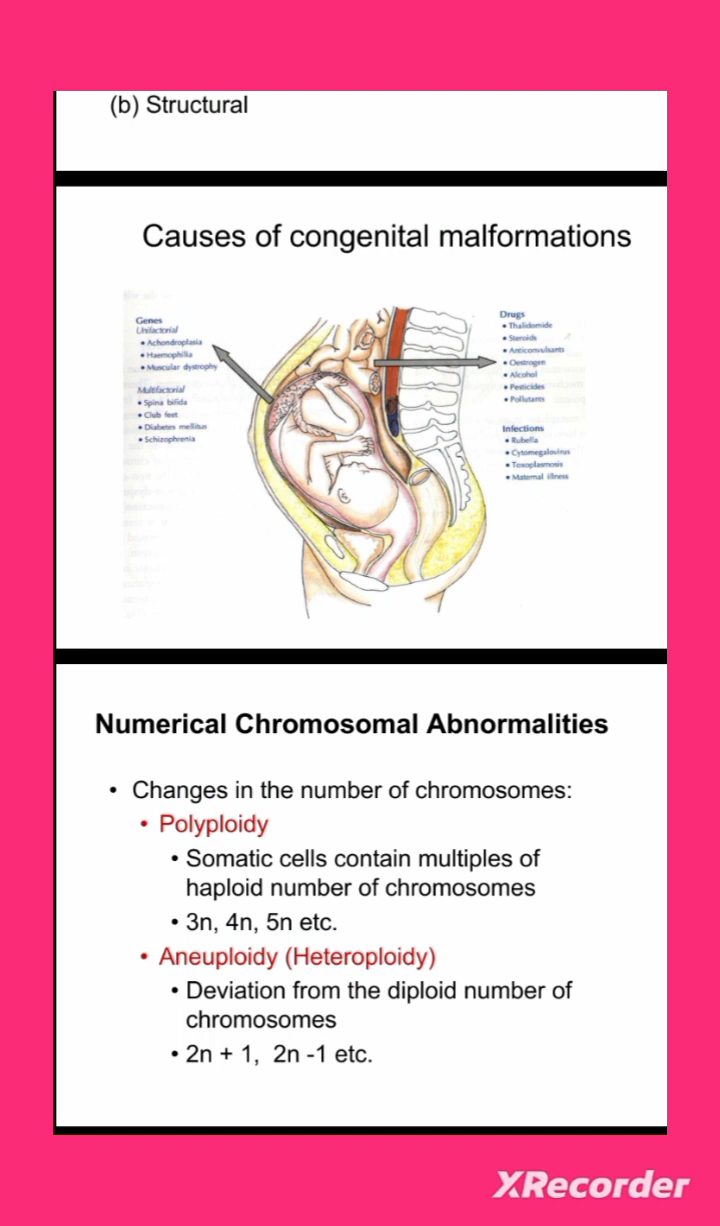 (b) Structural
Causes of congenital malformations
Genes
Unifactorial
• Achondroplasia
• Haemophilia
• Muscular dystrophy
Multifactorial
• Spina bifida
• Club feet
• Diabetes mellitus
• Schizophrenia
Drugs
• Thalidomide
• Steroids
• Anticonvulsants
• Oestrogen
• Alcohol
• Pesticides
• Pollutants
Infections
• Rubella
• Cytomegalovirus
• Toxoplasmosis
• Maternal illness
Numerical Chromosomal Abnormalities
• Changes in the number of chromosomes:
• Polyploidy
• Somatic cells contain multiples of
haploid number of chromosomes
• 3n, 4n, 5n etc.
• Aneuploidy (Heteroploidy)
• Deviation from the diploid number of
chromosomes
• 2n + 1, 2n -1 etc.
XRecorder